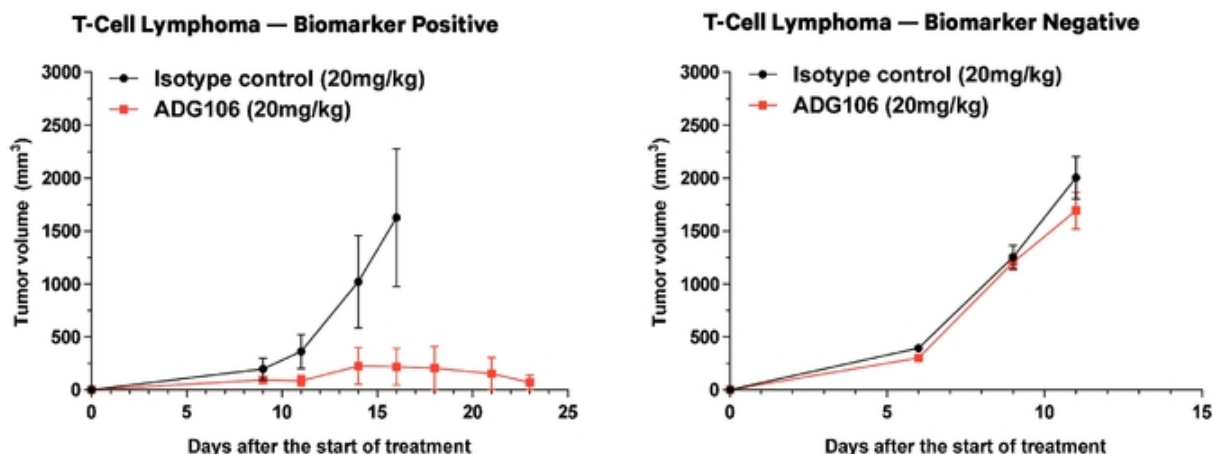 T-Cell Lymphoma — Biomarker Positive
Isotype control (20mg/kg)
ADG106 (20mg/kg)
Tumor volume (mm³)
3000
2500
2000
1500
1000
500
0
0 5 10 15 20 25
Days after the start of treatment
T-Cell Lymphoma — Biomarker Negative
Isotype control (20mg/kg)
ADG106 (20mg/kg)
Tumor volume (mm³)
3000
2500
2000
1500
1000
500
0
0 5 10 15
Days after the start of treatment